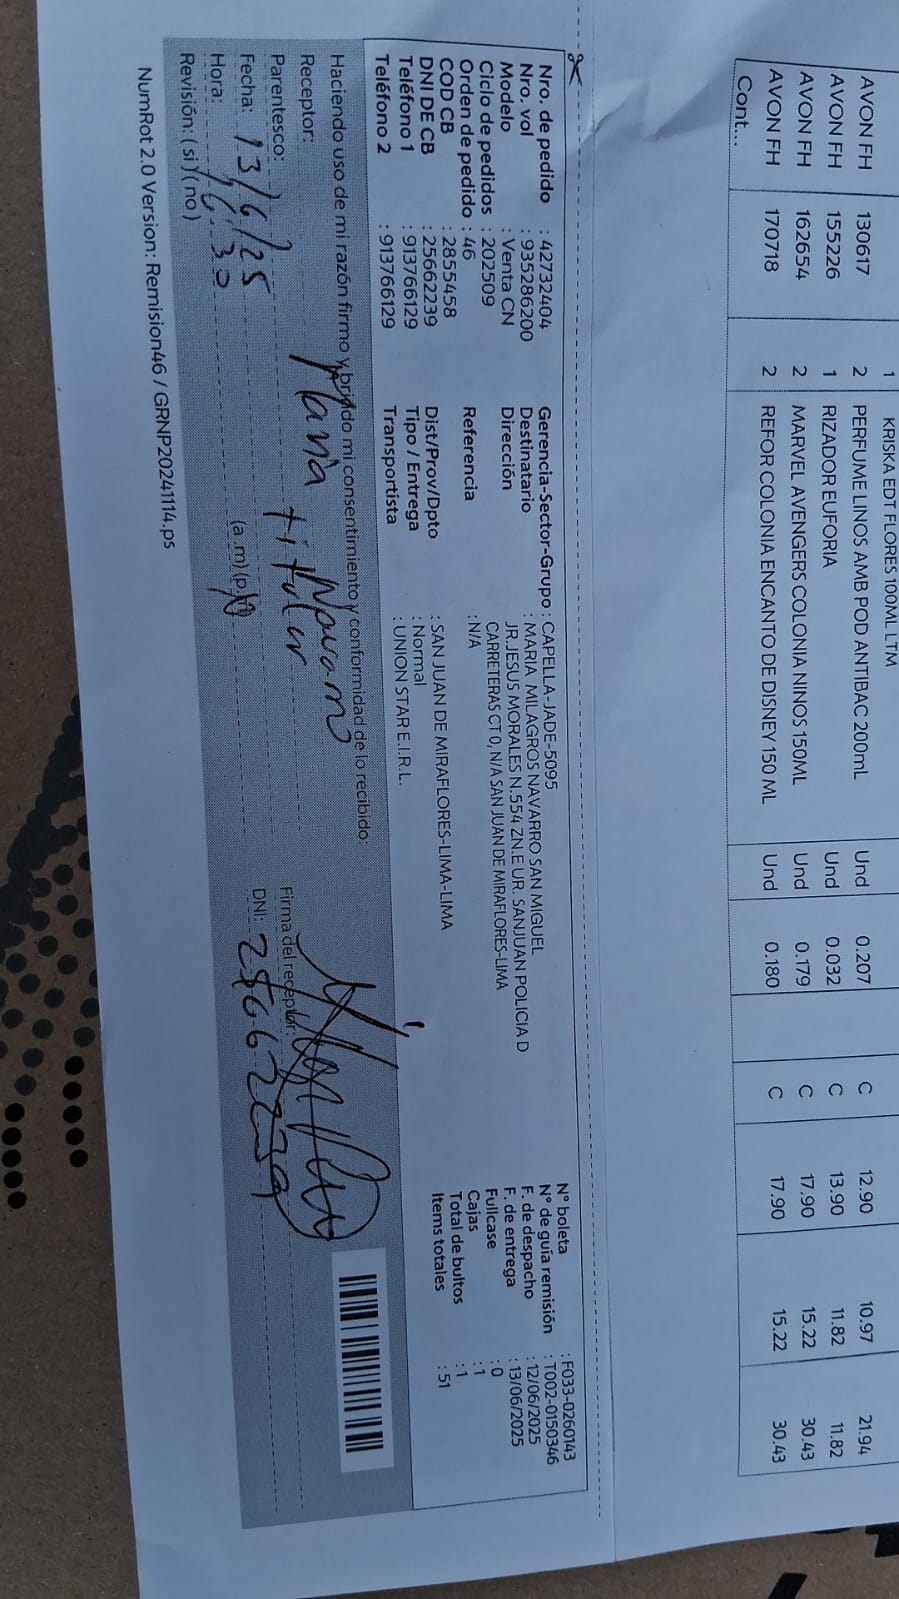 1 KRISKA EDT FLORES 100ML LTM
AVON FH 130617 2 PERFUME LINOS AMB POD ANTIBAC 200mL Und 0.207 C 12.90 10.97 21.94
AVON FH 155226 1 RIZADOR EUFORIA Und 0.032 C 13.90 11.82 11.82
AVON FH 162654 2 MARVEL AVENGERS COLONIA NINOS 150ML Und 0.179 C 17.90 15.22 30.43
AVON FH 170718 2 REFOR COLONIA ENCANTO DE DISNEY 150 ML Und 0.180 C 17.90 15.22 30.43
Cont...
Nro. de pedido : 42732404 Gerencia-Sector-Grupo : CAPELLA-JADE-5095 N° boleta : F033-0260143
Nro. vol : 935286200 Destinatario : MARIA MILAGROS NAVARRO SAN MIGUEL N° de guía remisión : T002-0150346
Modelo : Venta CN Dirección : JR.JESUS MORALES N.554 ZN.E UR. SANJUAN POLICIA D F. de despacho : 12/06/2025
Ciclo de pedidos : 202509 CARRETERAS CT 0, N/A SAN JUAN DE MIRAFLORES-LIMA F. de entrega : 13/06/2025
Orden de pedido : 46 Referencia : N/A Fullcase : 0
COD CB : 2855458 Cajas : 1
DNI DE CB : 25662239 Dist/Prov/Dpto : SAN JUAN DE MIRAFLORES-LIMA-LIMA Total de bultos : 1
Teléfono 1 : 913766129 Tipo / Entrega : Normal Items totales : 51
Teléfono 2 : 913766129 Transportista : UNION STAR E.I.R.L.
Haciendo uso de mi razón firmo y brindo mi consentimiento y conformidad de lo recibido:
Receptor: Maria
Parentesco: titular Firma del receptor:
Fecha: 13/6/25 DNI: 25662239
Hora: (a .m) (p.m)
Revisión: ( si ) ( no )
NumRot 2.0 Version: Remision46 / GRNP20241114.ps